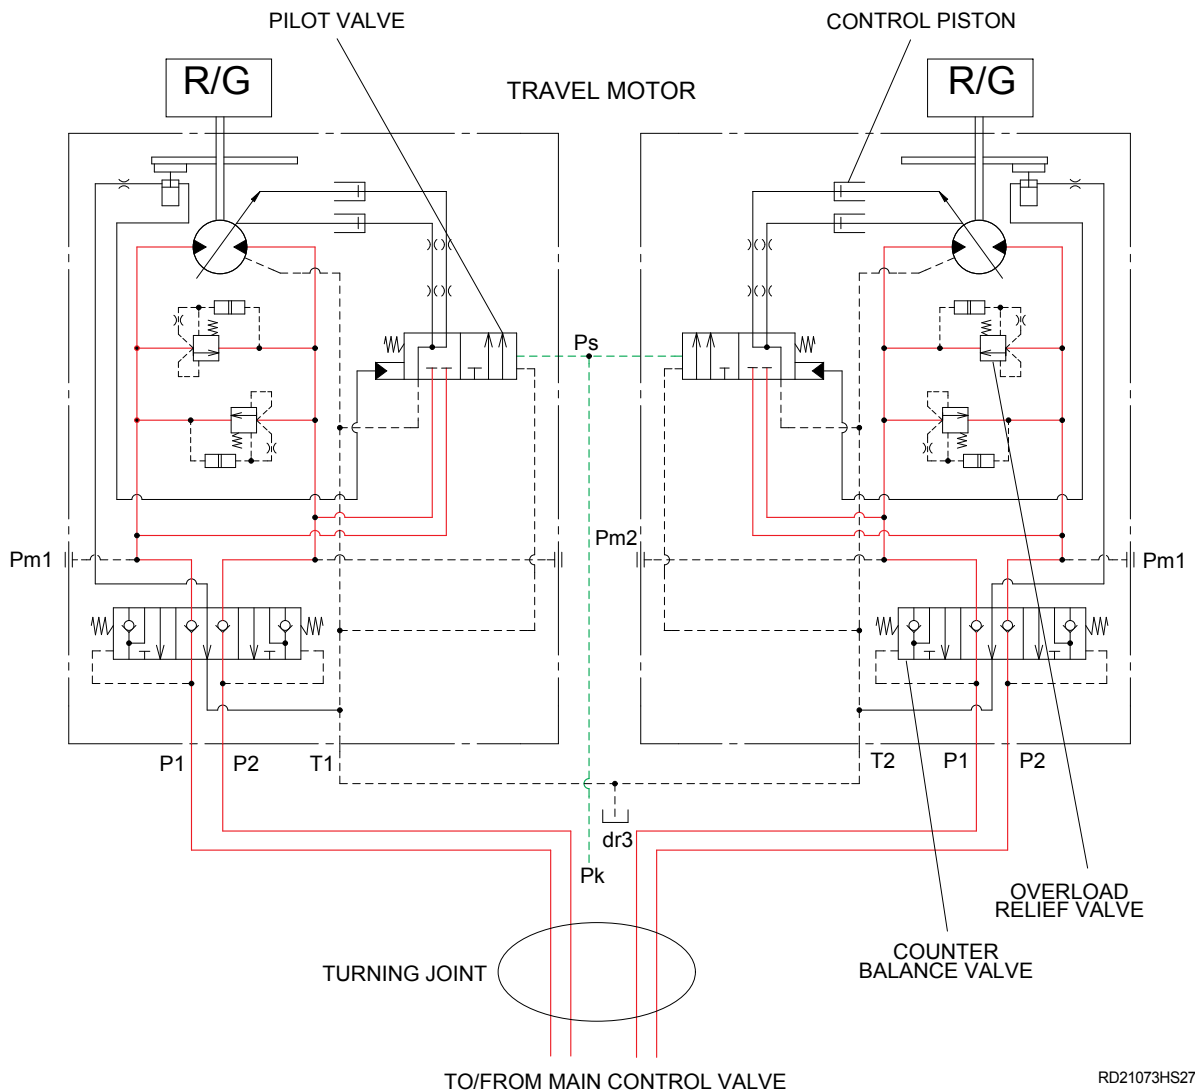 PILOT VALVE
CONTROL PISTON
R/G
TRAVEL MOTOR
R/G
Ps
Pm1
Pm2
Pm1
P1
P2
T1
T2
P1
P2
dr3
Pk
OVERLOAD
RELIEF VALVE
COUNTER
BALANCE VALVE
TURNING JOINT
TO/FROM MAIN CONTROL VALVE
RD21073HS27